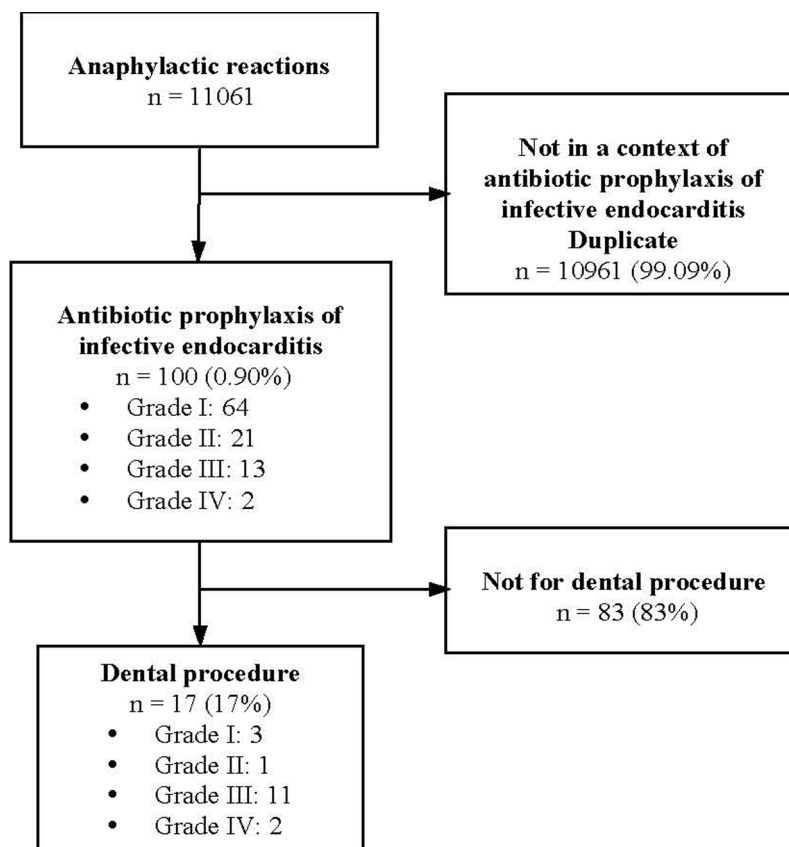 Anaphylactic reactions
n = 11061
Not in a context of
antibiotic prophylaxis of
infective endocarditis
Duplicate
n = 10961 (99.09%)
Antibiotic prophylaxis of
infective endocarditis
n = 100 (0.90%)
• Grade I: 64
• Grade II: 21
• Grade III: 13
• Grade IV: 2
Not for dental procedure
n = 83 (83%)
Dental procedure
n = 17 (17%)
• Grade I: 3
• Grade II: 1
• Grade III: 11
• Grade IV: 2